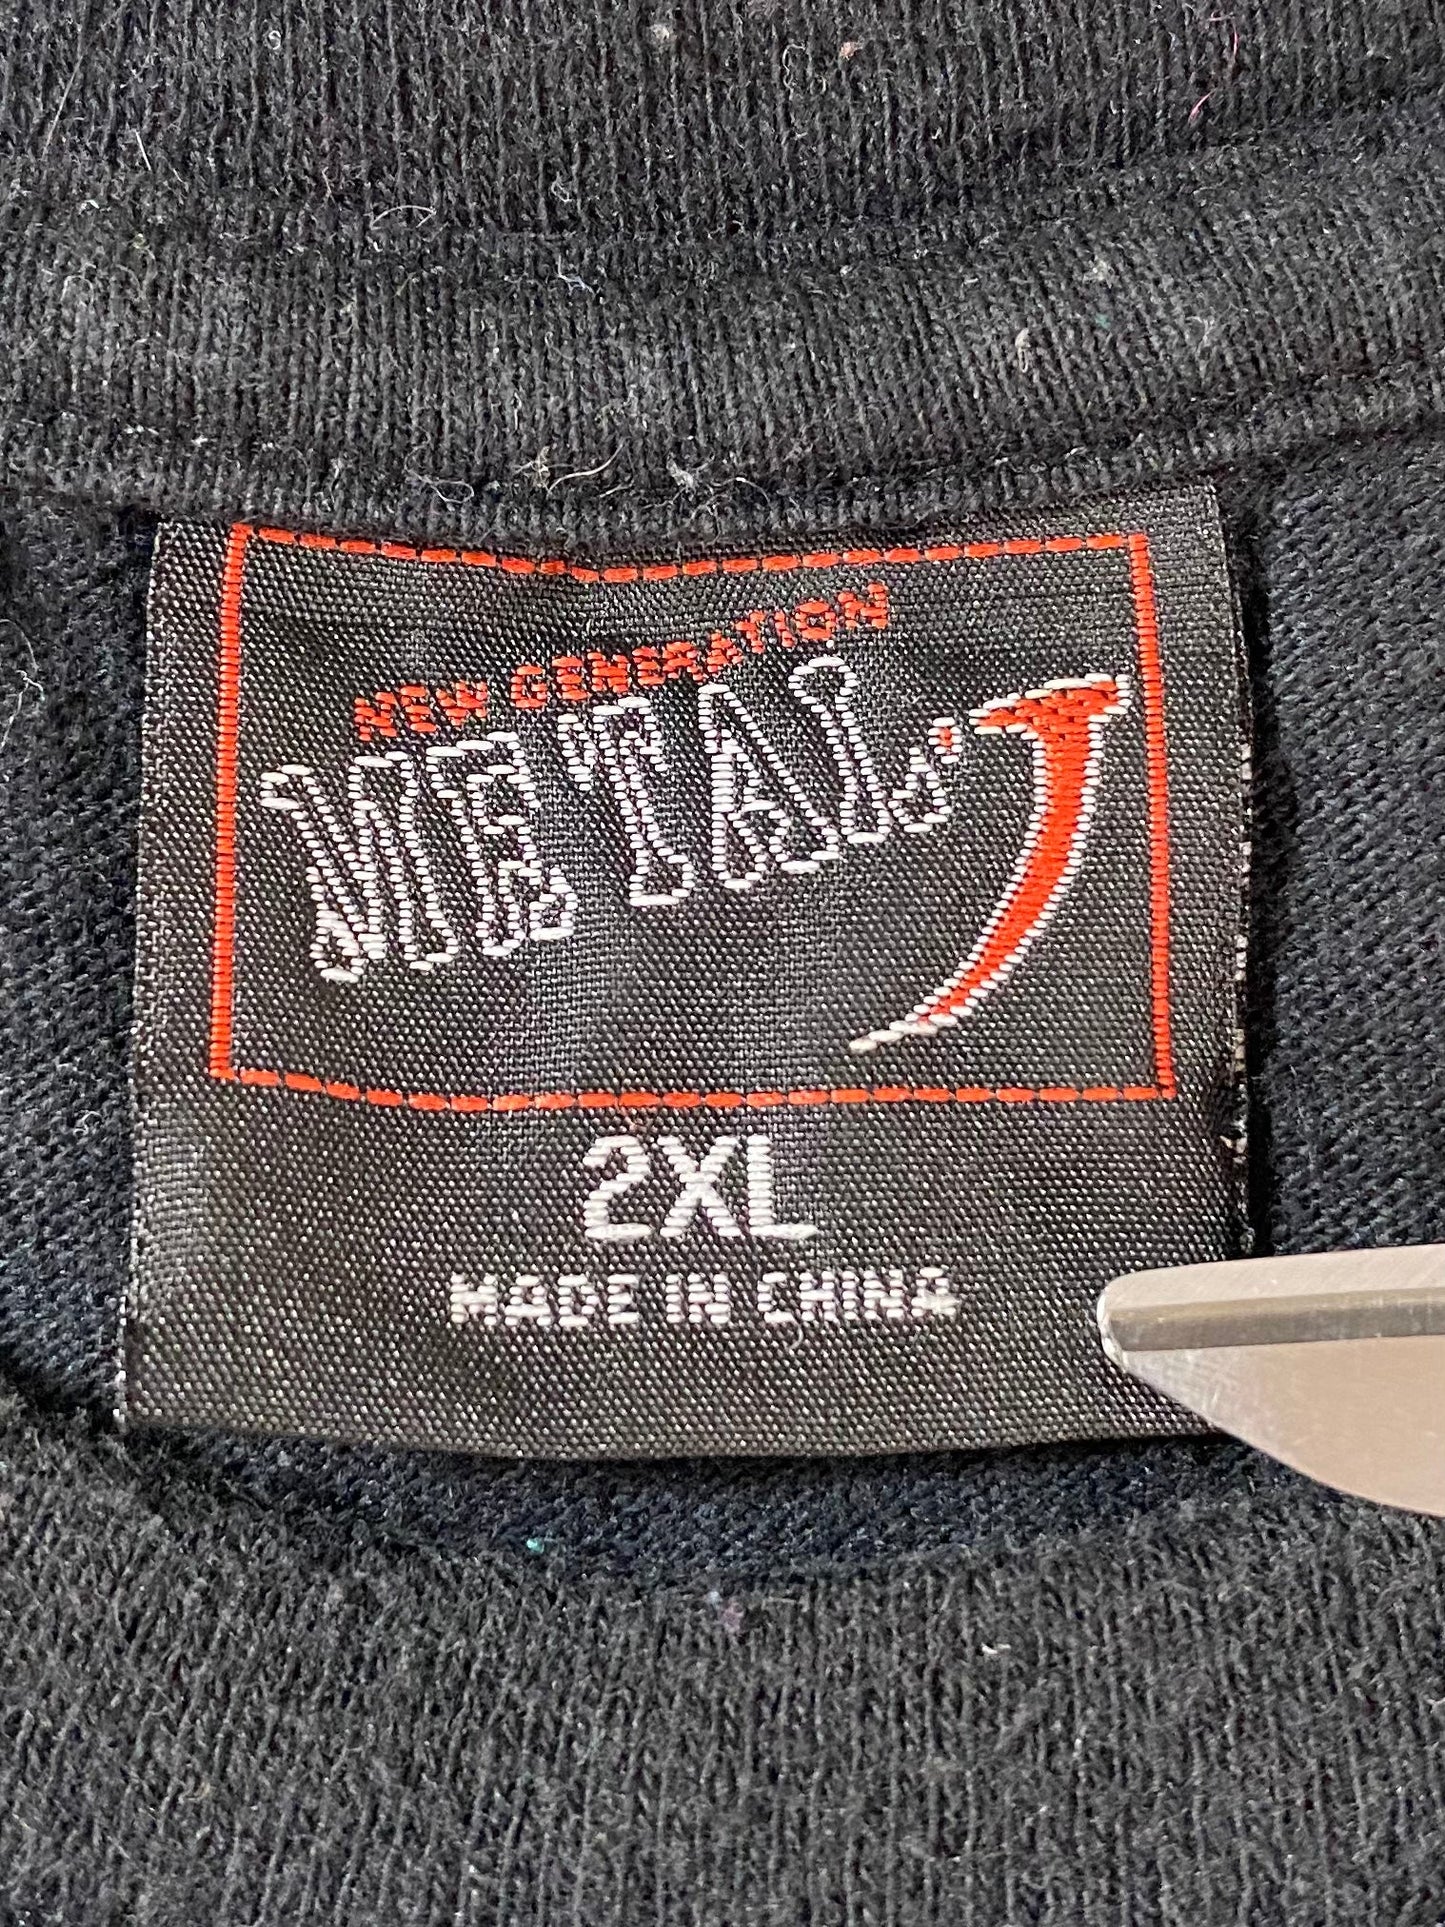 NEW GENERATION
METAL
2XL
MADE IN CHINA